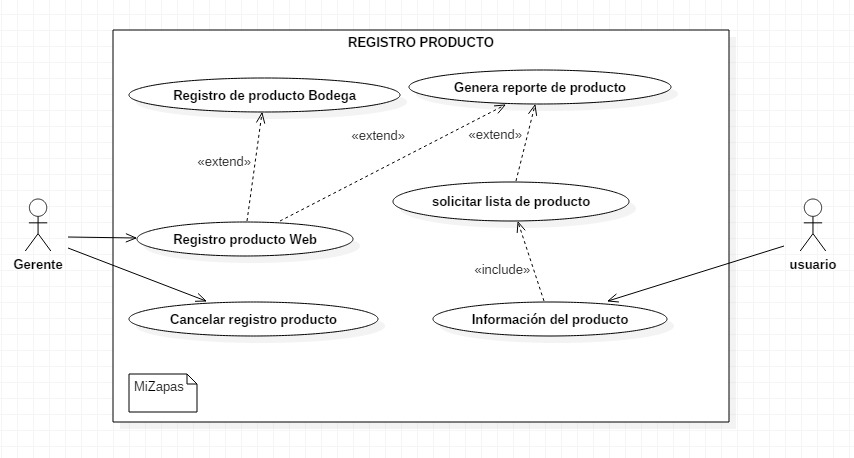 REGISTRO PRODUCTO
Registro de producto Bodega
Genera reporte de producto
«extend»
«extend»
«extend»
solicitar lista de producto
Gerente
Registro producto Web
usuario
«include»
Cancelar registro producto
Información del producto
MiZapas